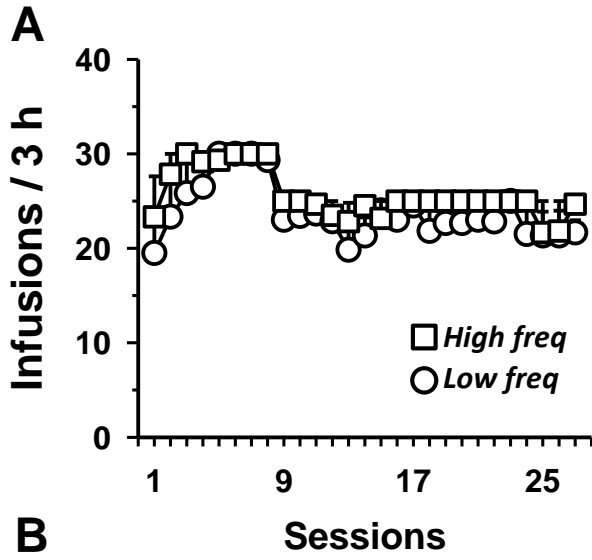 A
40
30
20
10
0
Infusions / 3 h
High freq
Low freq
1 9 17 25
B Sessions